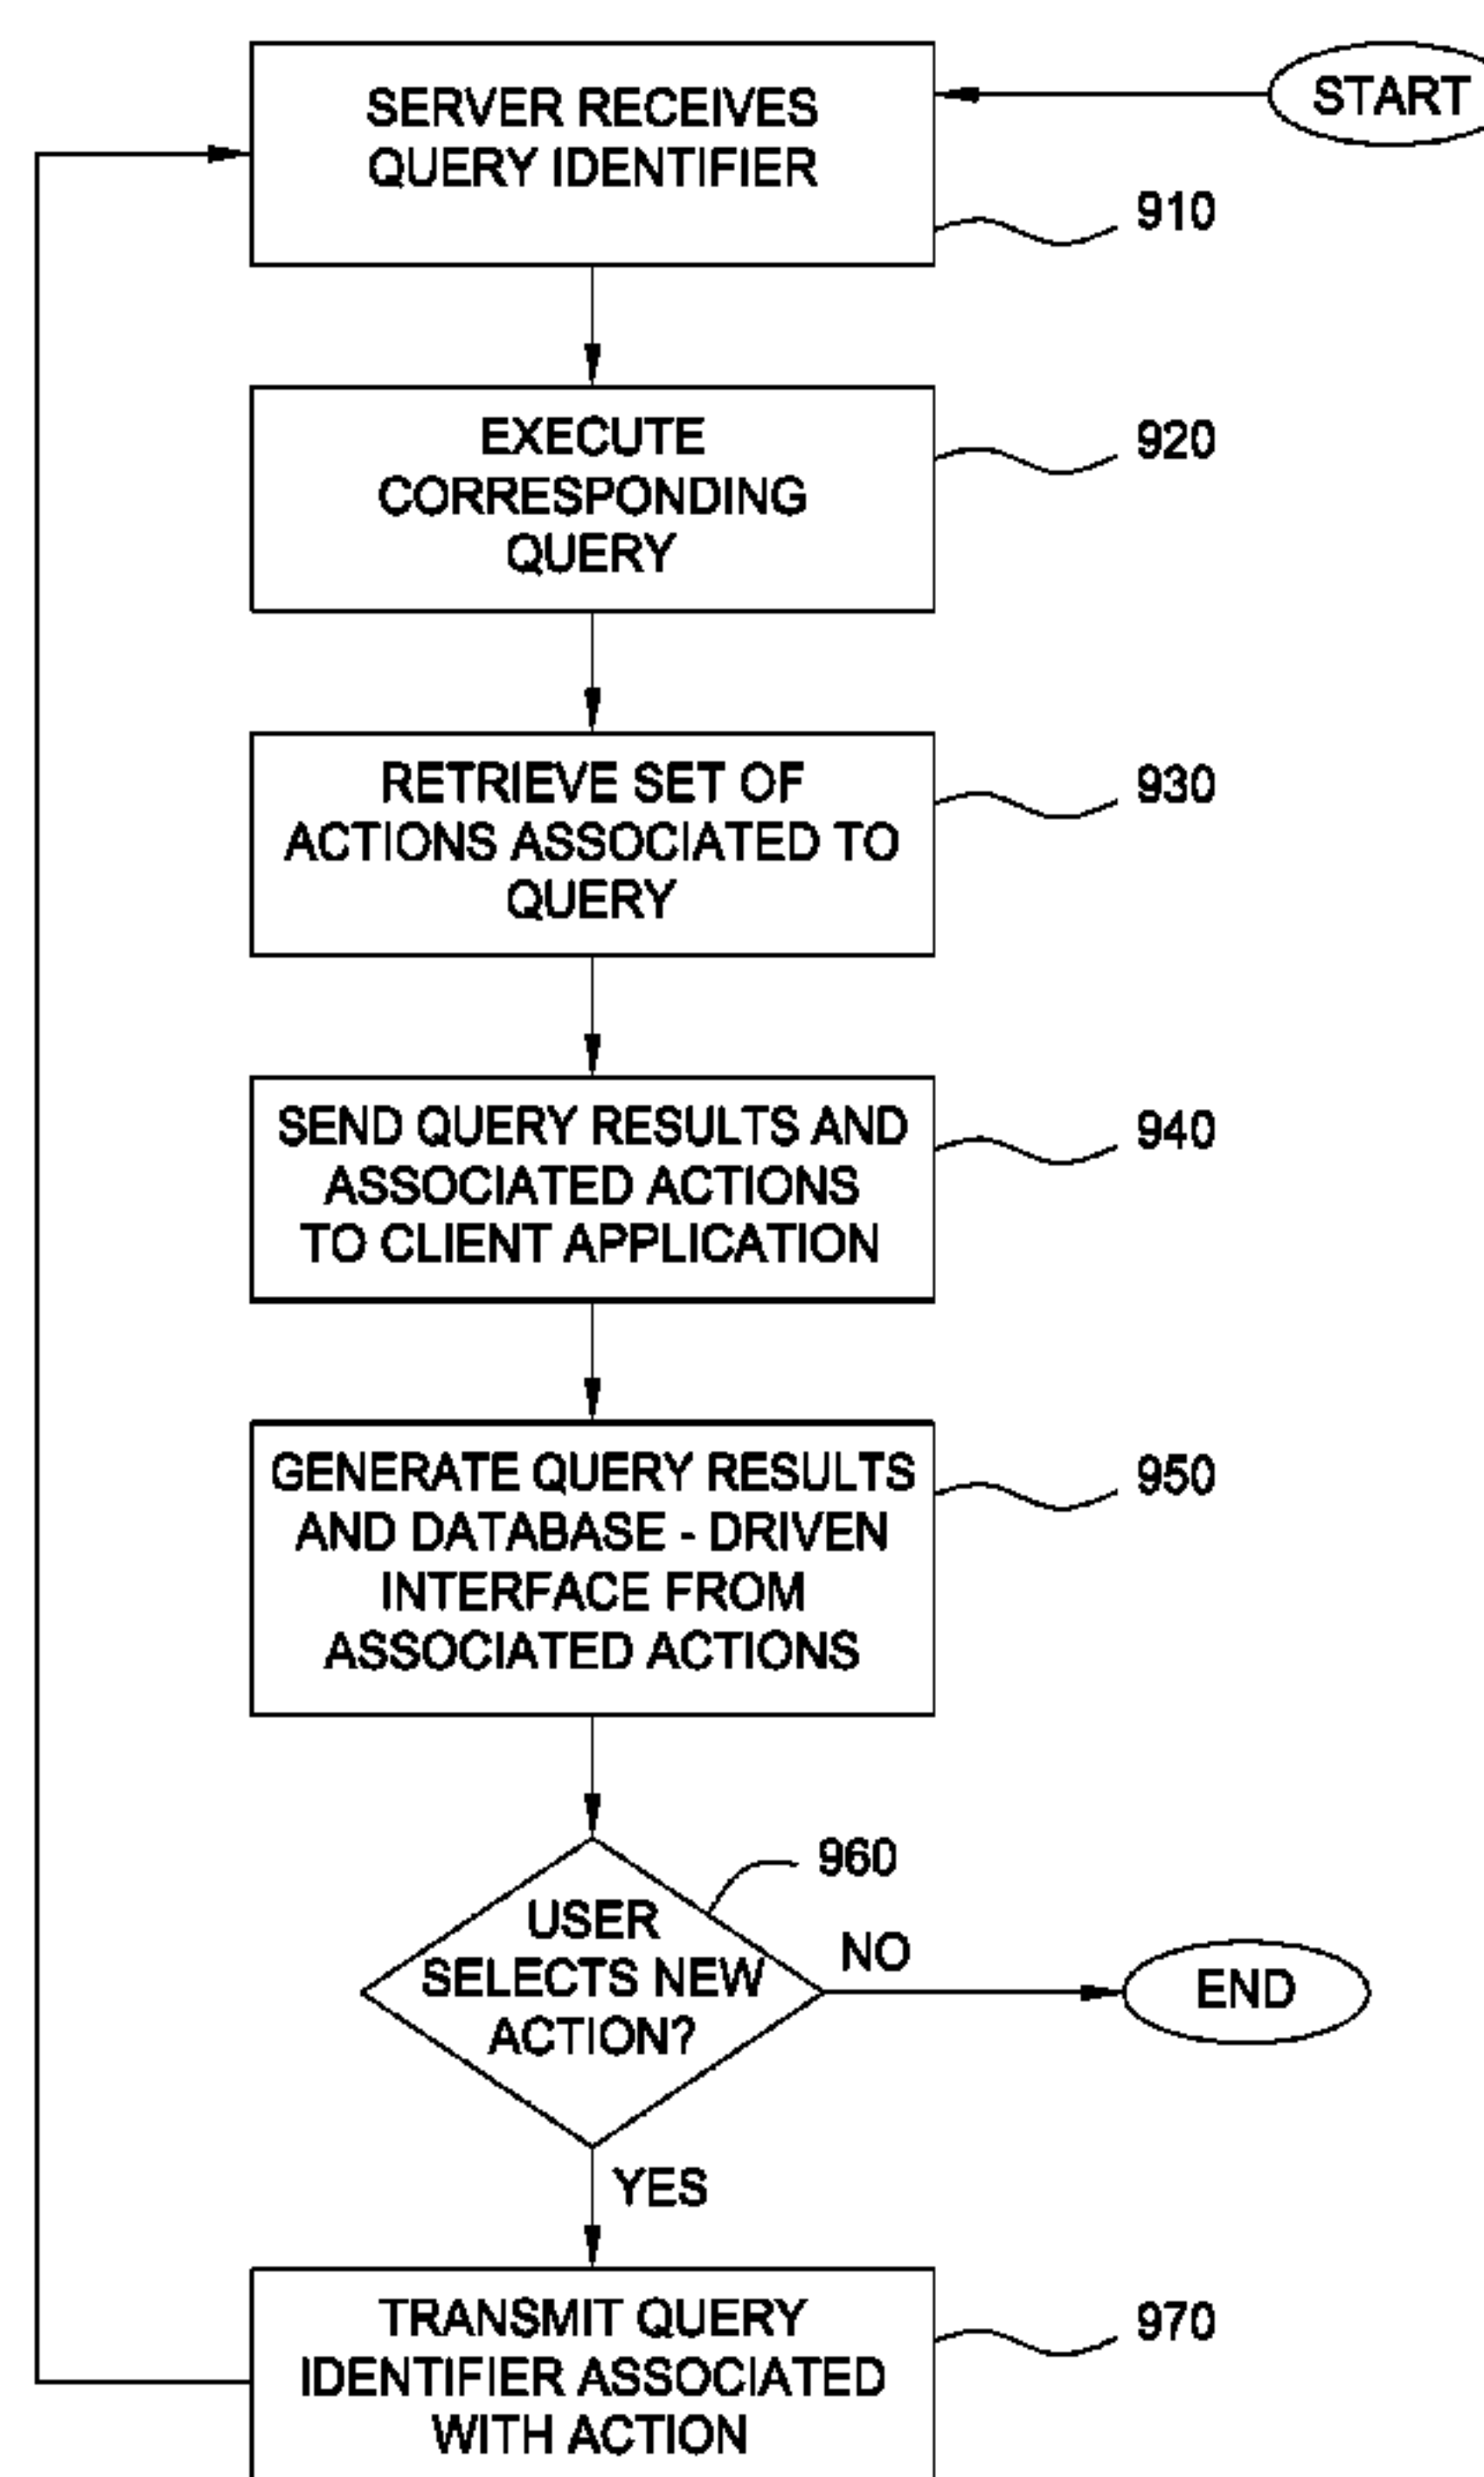 START
SERVER RECEIVES
QUERY IDENTIFIER
910
EXECUTE
CORRESPONDING
QUERY
920
RETRIEVE SET OF
ACTIONS ASSOCIATED TO
QUERY
930
SEND QUERY RESULTS AND
ASSOCIATED ACTIONS
TO CLIENT APPLICATION
940
GENERATE QUERY RESULTS
AND DATABASE - DRIVEN
INTERFACE FROM
ASSOCIATED ACTIONS
950
960
USER
SELECTS NEW
ACTION?
NO
END
YES
TRANSMIT QUERY
IDENTIFIER ASSOCIATED
WITH ACTION
970